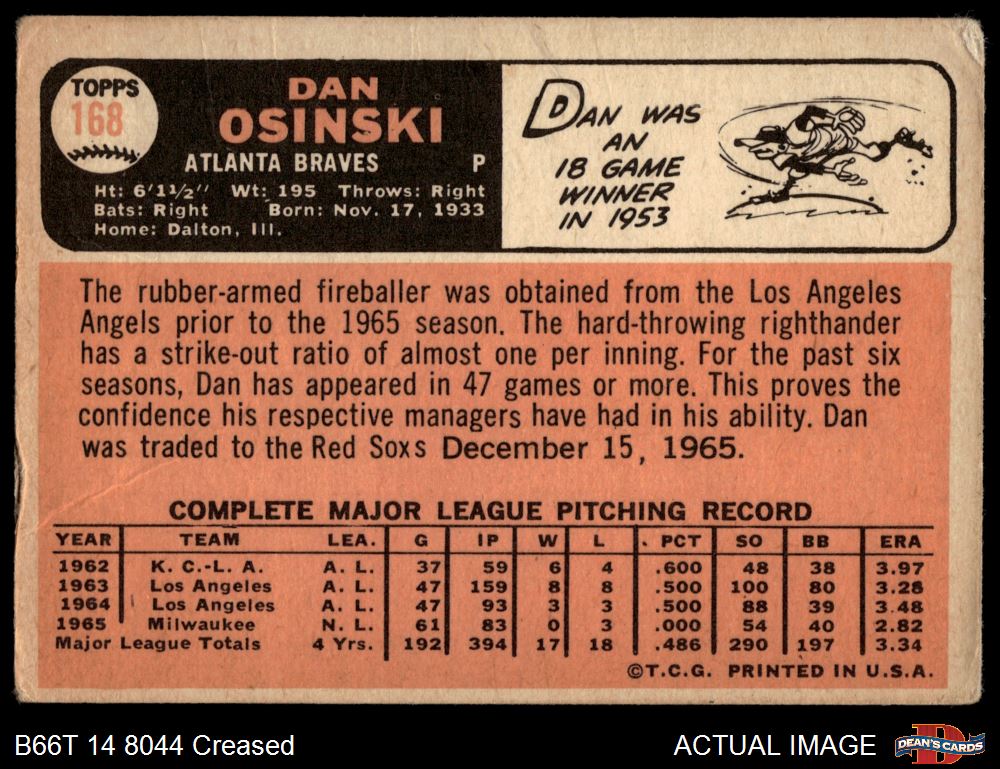 TOPPS
168
DAN
OSINSKI
ATLANTA BRAVES P
Ht: 6'1½" Wt: 195 Throws: Right
Bats: Right Born: Nov. 17, 1933
Home: Dalton, Ill.
DAN WAS
AN
18 GAME
WINNER
IN 1953
The rubber-armed fireballer was obtained from the Los Angeles
Angels prior to the 1965 season. The hard-throwing righthander
has a strike-out ratio of almost one per inning. For the past six
seasons, Dan has appeared in 47 games or more. This proves the
confidence his respective managers have had in his ability. Dan
was traded to the Red Soxs December 15, 1965.
COMPLETE MAJOR LEAGUE PITCHING RECORD
YEAR TEAM LEA. G IP W L PCT SO BB ERA
1962 K. C.-L. A. A. L. 37 59 6 4 .600 48 38 3.97
1963 Los Angeles A. L. 47 159 8 8 .500 100 80 3.28
1964 Los Angeles A. L. 47 93 3 3 .500 88 39 3.48
1965 Milwaukee N. L. 61 83 0 3 .000 54 40 2.82
Major League Totals 4 Yrs. 192 394 17 18 .486 290 197 3.34
©T.C.G. PRINTED IN U.S.A.
B66T 14 8044 Creased
ACTUAL IMAGE
DEAN'S CARDS